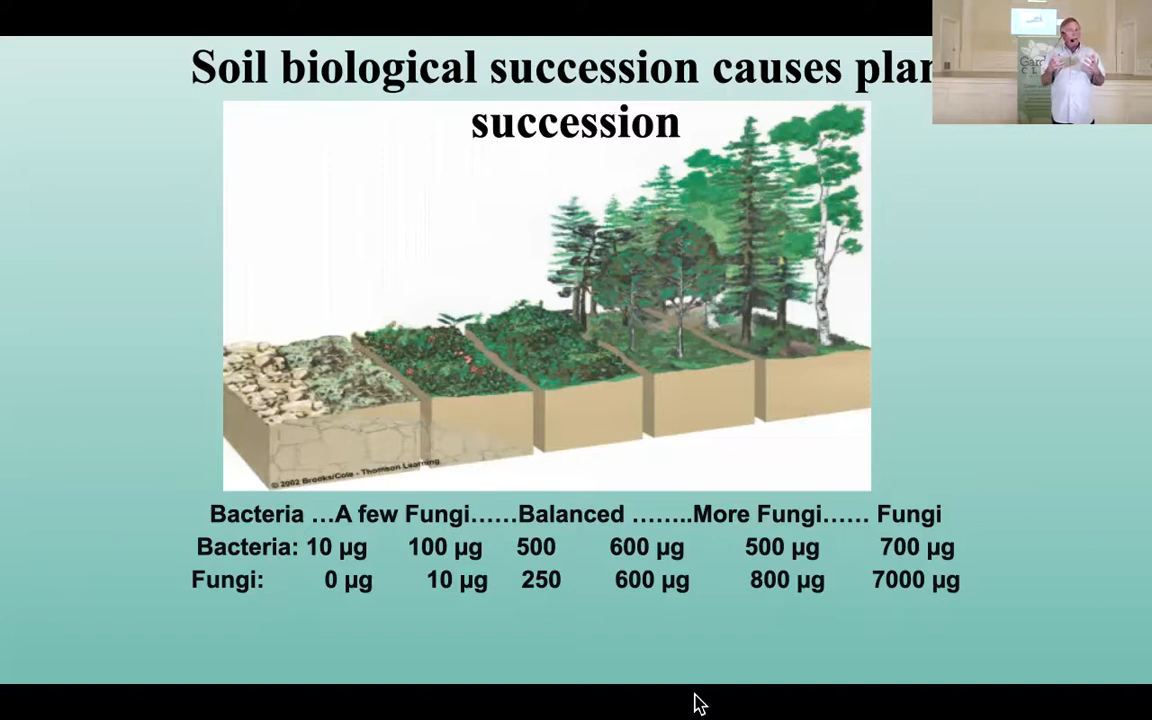 Soil biological succession causes plan
succession
© 2002 Brooks/Cole - Thomson Learning
Bacteria …A few Fungi……Balanced ……..More Fungi…… Fungi
Bacteria: 10 µg 100 µg 500 600 µg 500 µg 700 µg
Fungi: 0 µg 10 µg 250 600 µg 800 µg 7000 µg